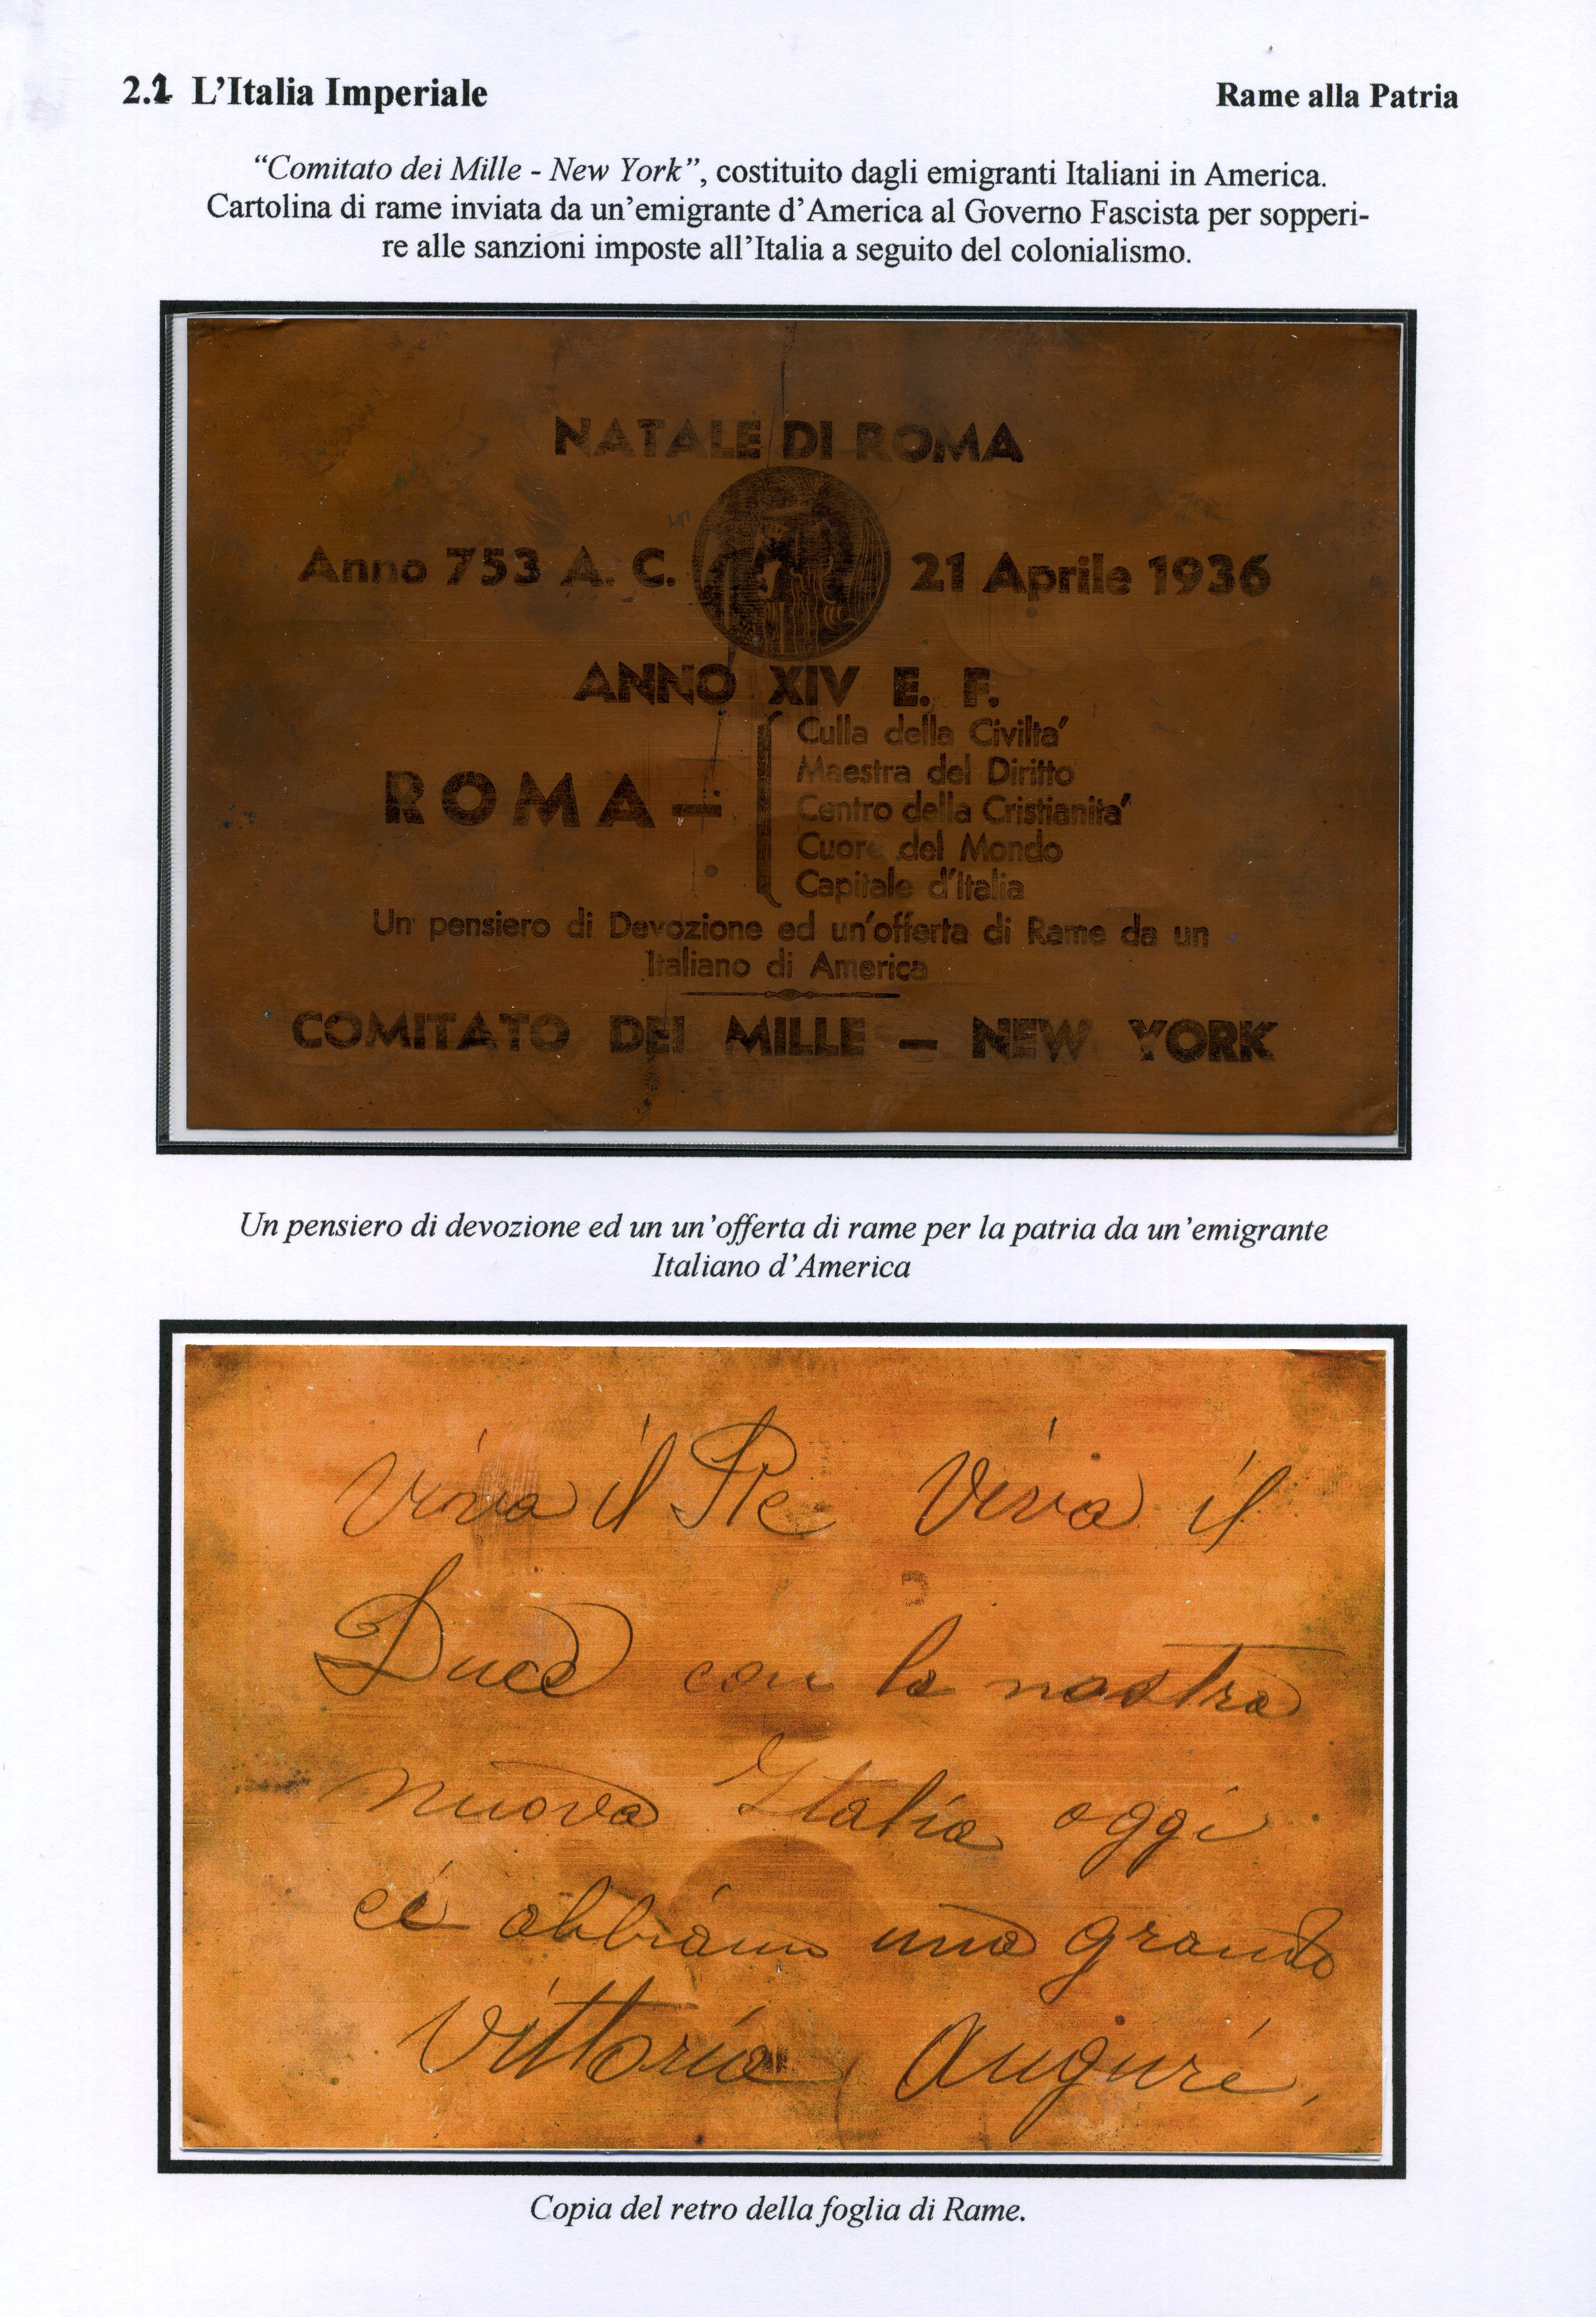 2.1 L'Italia Imperiale
Rame alla Patria
“Comitato dei Mille - New York”, costituito dagli emigranti Italiani in America.
Cartolina di rame inviata da un'emigrante d'America al Governo Fascista per sopperi-
re alle sanzioni imposte all'Italia a seguito del colonialismo.
NATALE DI ROMA
Anno 753 A. C. 21 Aprile 1936
ANNO XIV E. F.
ROMA –
Culla della Civilta'
Maestra del Diritto
Centro della Cristianita'
Cuore del Mondo
Capitale d'Italia
Un pensiero di Devozione ed un'offerta di Rame da un
Italiano di America
COMITATO DEI MILLE – NEW YORK
Un pensiero di devozione ed un un'offerta di rame per la patria da un'emigrante
Italiano d'America
Viva il Re Viva il
Duce con la nostra
nuova Italia oggi
ci abbiamo una grande
Vittoria Auguri,
Copia del retro della foglia di Rame.